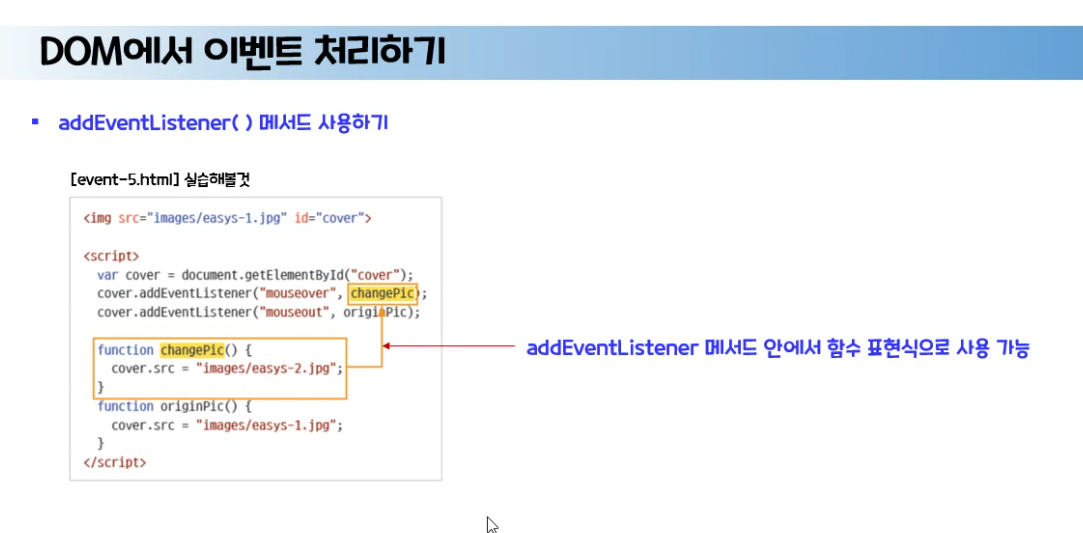 DOM에서 이벤트 처리하기
▪ addEventListener( ) 메서드 사용하기
[event-5.html] 실습해볼것
<img src="images/easys-1.jpg" id="cover">
<script>
var cover = document.getElementById("cover");
cover.addEventListener("mouseover", changePic);
cover.addEventListener("mouseout", originPic);
function changePic() {
cover.src = "images/easys-2.jpg";
}
function originPic() {
cover.src = "images/easys-1.jpg";
}
</script>
addEventListener 메서드 안에서 함수 표현식으로 사용 가능